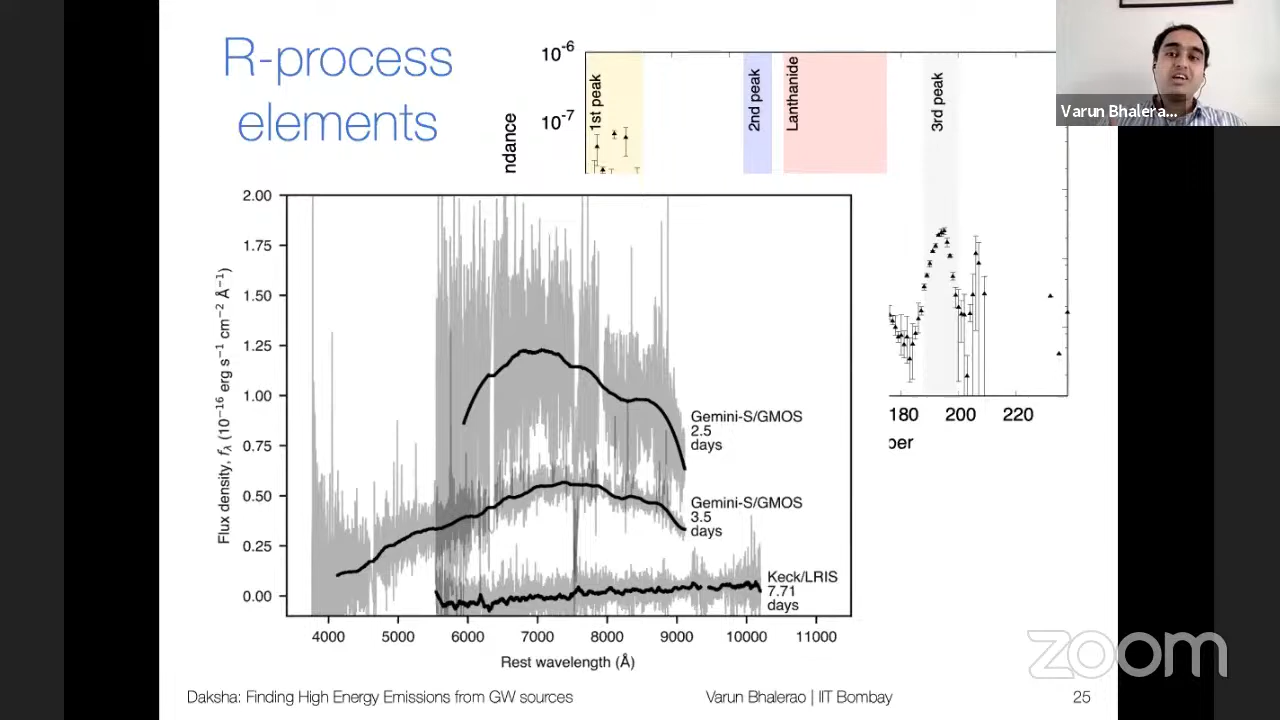 R-process
elements
10-6
10-7
ndance
1st peak
2nd peak
Lanthanide
3rd peak
Varun Bhalera...
180 200 220
ber
2.00
1.75
1.50
1.25
1.00
0.75
0.50
0.25
0.00
Flux density, fλ (10−16 erg s−1 cm−2 Å−1)
Gemini-S/GMOS
2.5
days
Gemini-S/GMOS
3.5
days
Keck/LRIS
7.71
days
4000 5000 6000 7000 8000 9000 10000 11000
Rest wavelength (Å)
zoom
Daksha: Finding High Energy Emissions from GW sources Varun Bhalerao | IIT Bombay 25